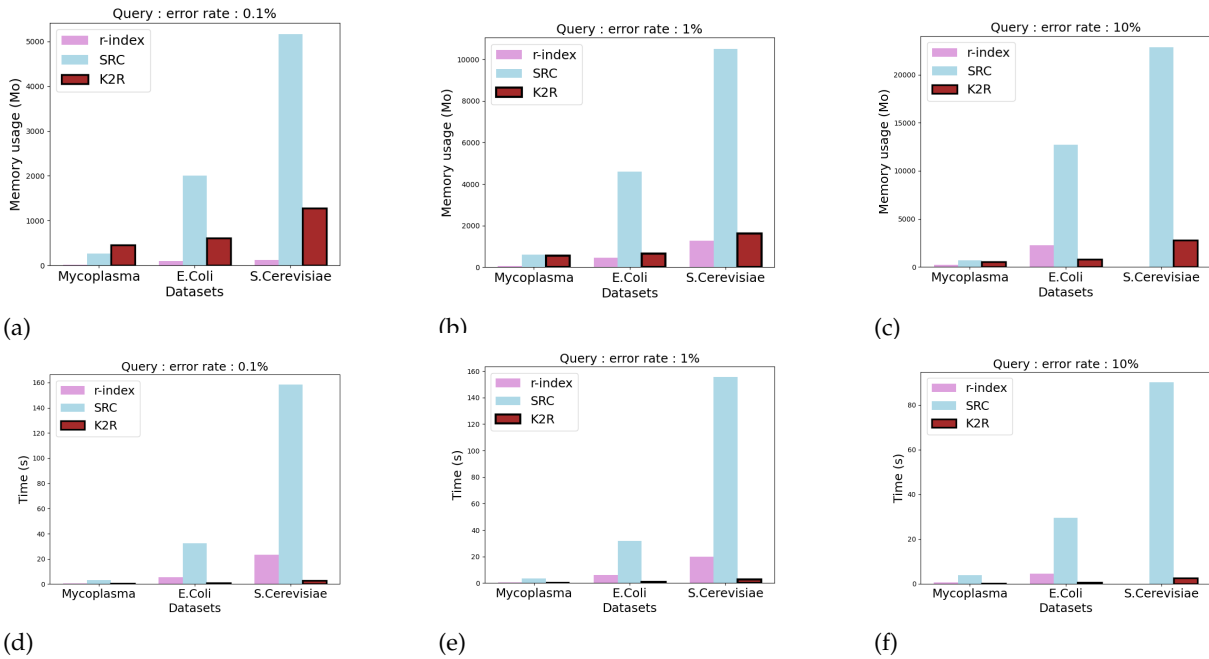 Query : error rate : 0.1%
r-index
SRC
K2R
Memory usage (Mo)
5000
4000
3000
2000
1000
0
Mycoplasma E.Coli S.Cerevisiae
Datasets
(a)
Query : error rate : 1%
r-index
SRC
K2R
Memory usage (Mo)
10000
8000
6000
4000
2000
0
Mycoplasma E.Coli S.Cerevisiae
Datasets
(b)
Query : error rate : 10%
r-index
SRC
K2R
Memory usage (Mo)
20000
15000
10000
5000
0
Mycoplasma E.Coli S.Cerevisiae
Datasets
(c)
Query : error rate : 0.1%
r-index
SRC
K2R
Time (s)
160
140
120
100
80
60
40
20
0
Mycoplasma E.Coli S.Cerevisiae
Datasets
(d)
Query : error rate : 1%
r-index
SRC
K2R
Time (s)
160
140
120
100
80
60
40
20
0
Mycoplasma E.Coli S.Cerevisiae
Datasets
(e)
Query : error rate : 10%
r-index
SRC
K2R
Time (s)
80
60
40
20
0
Mycoplasma E.Coli S.Cerevisiae
Datasets
(f)